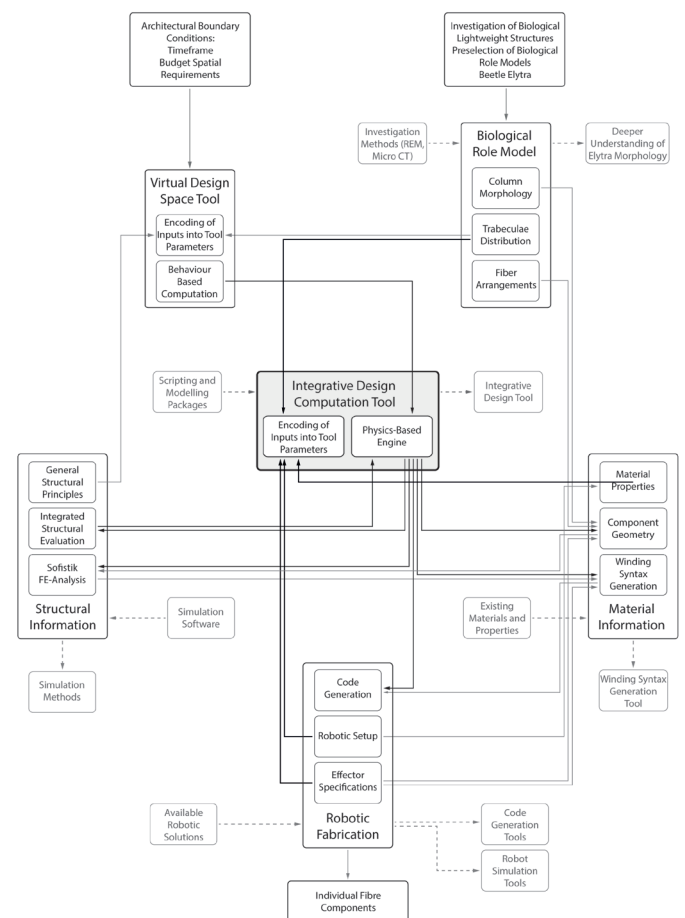 Architectural Boundary
Conditions:
Timeframe
Budget Spatial
Requirements
Investigation of Biological
Lightweight Structures
Preselection of Biological
Role Models
Beetle Elytra
Investigation
Methods (REM,
Micro CT)
Biological
Role Model
Deeper
Understanding of
Elytra Morphology
Column
Morphology
Trabeculae
Distribution
Fiber
Arrangements
Virtual Design
Space Tool
Encoding of
Inputs into Tool
Parameters
Behaviour
Based
Computation
Scripting and
Modelling
Packages
Integrative Design
Computation Tool
Encoding of
Inputs into Tool
Parameters
Physics-Based
Engine
Integrative
Design Tool
General
Structural
Principles
Integrated
Structural
Evaluation
Sofistik
FE-Analysis
Structural
Information
Simulation
Software
Simulation
Methods
Material
Properties
Component
Geometry
Winding
Syntax
Generation
Material
Information
Existing
Materials and
Properties
Winding Syntax
Generation
Tool
Code
Generation
Robotic Setup
Effector
Specifications
Robotic
Fabrication
Available
Robotic
Solutions
Code
Generation
Tools
Robot
Simulation
Tools
Individual Fibre
Components